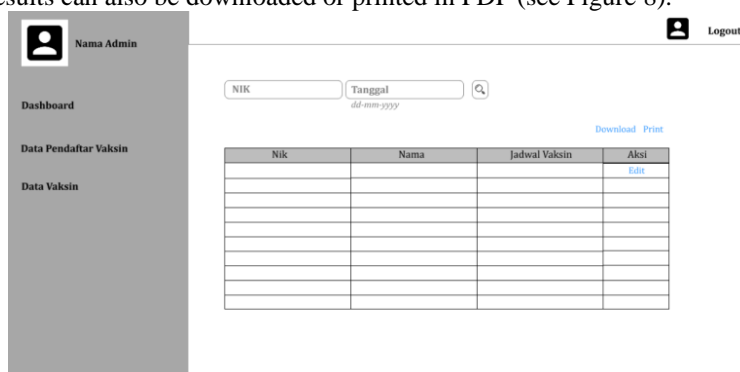 esults can also be downloaded or printed in PDF (see Figure 8).
Nama Admin
Logout
NIK
Tanggal
dd-mm-yyyy
Dashboard
Download Print
Data Pendaftar Vaksin
Nik Nama Jadwal Vaksin Aksi
Edit
Data Vaksin